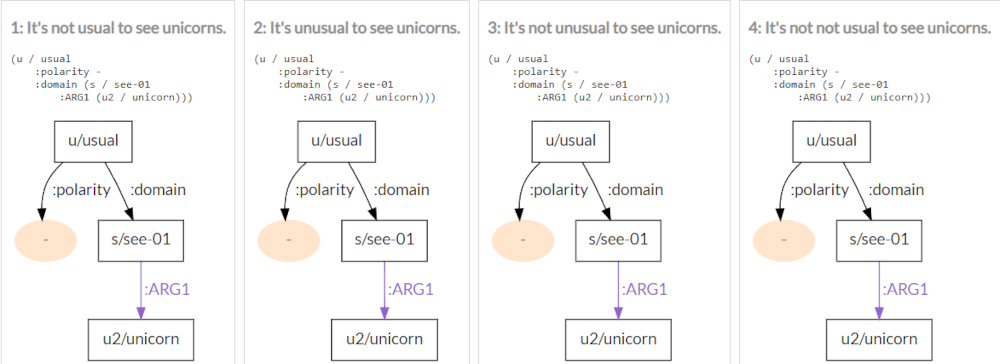 1: It's not usual to see unicorns.
(u / usual
:polarity -
:domain (s / see-01
:ARG1 (u2 / unicorn)))
u/usual
:polarity :domain
- s/see-01
:ARG1
u2/unicorn
2: It's unusual to see unicorns.
(u / usual
:polarity -
:domain (s / see-01
:ARG1 (u2 / unicorn)))
u/usual
:polarity :domain
- s/see-01
:ARG1
u2/unicorn
3: It's not unusual to see unicorns.
(u / usual
:polarity -
:domain (s / see-01
:ARG1 (u2 / unicorn)))
u/usual
:polarity :domain
- s/see-01
:ARG1
u2/unicorn
4: It's not not usual to see unicorns.
(u / usual
:polarity -
:domain (s / see-01
:ARG1 (u2 / unicorn)))
u/usual
:polarity :domain
- s/see-01
:ARG1
u2/unicorn